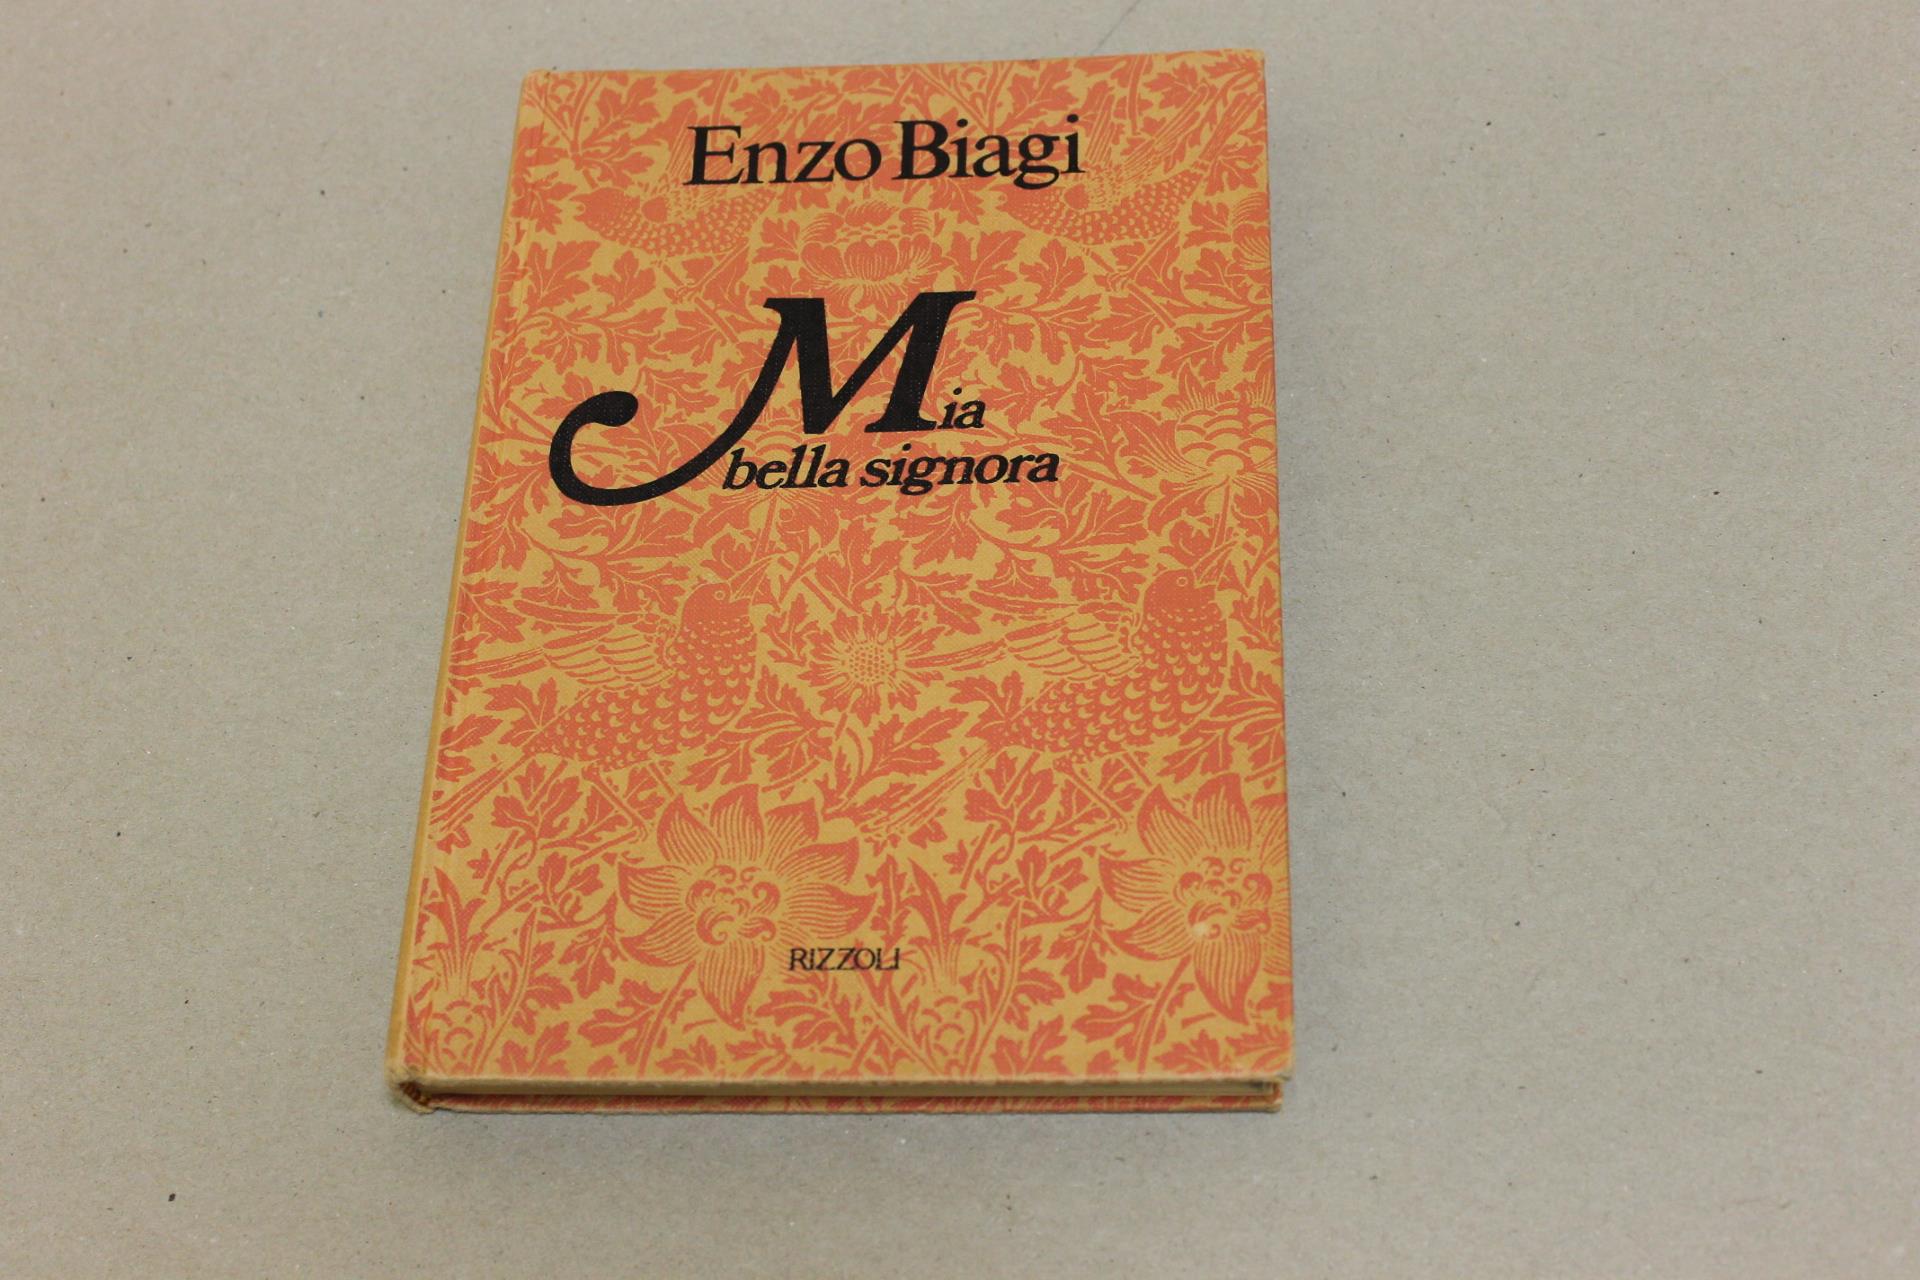 Enzo Biagi
Mia
bella signora
RIZZOLI